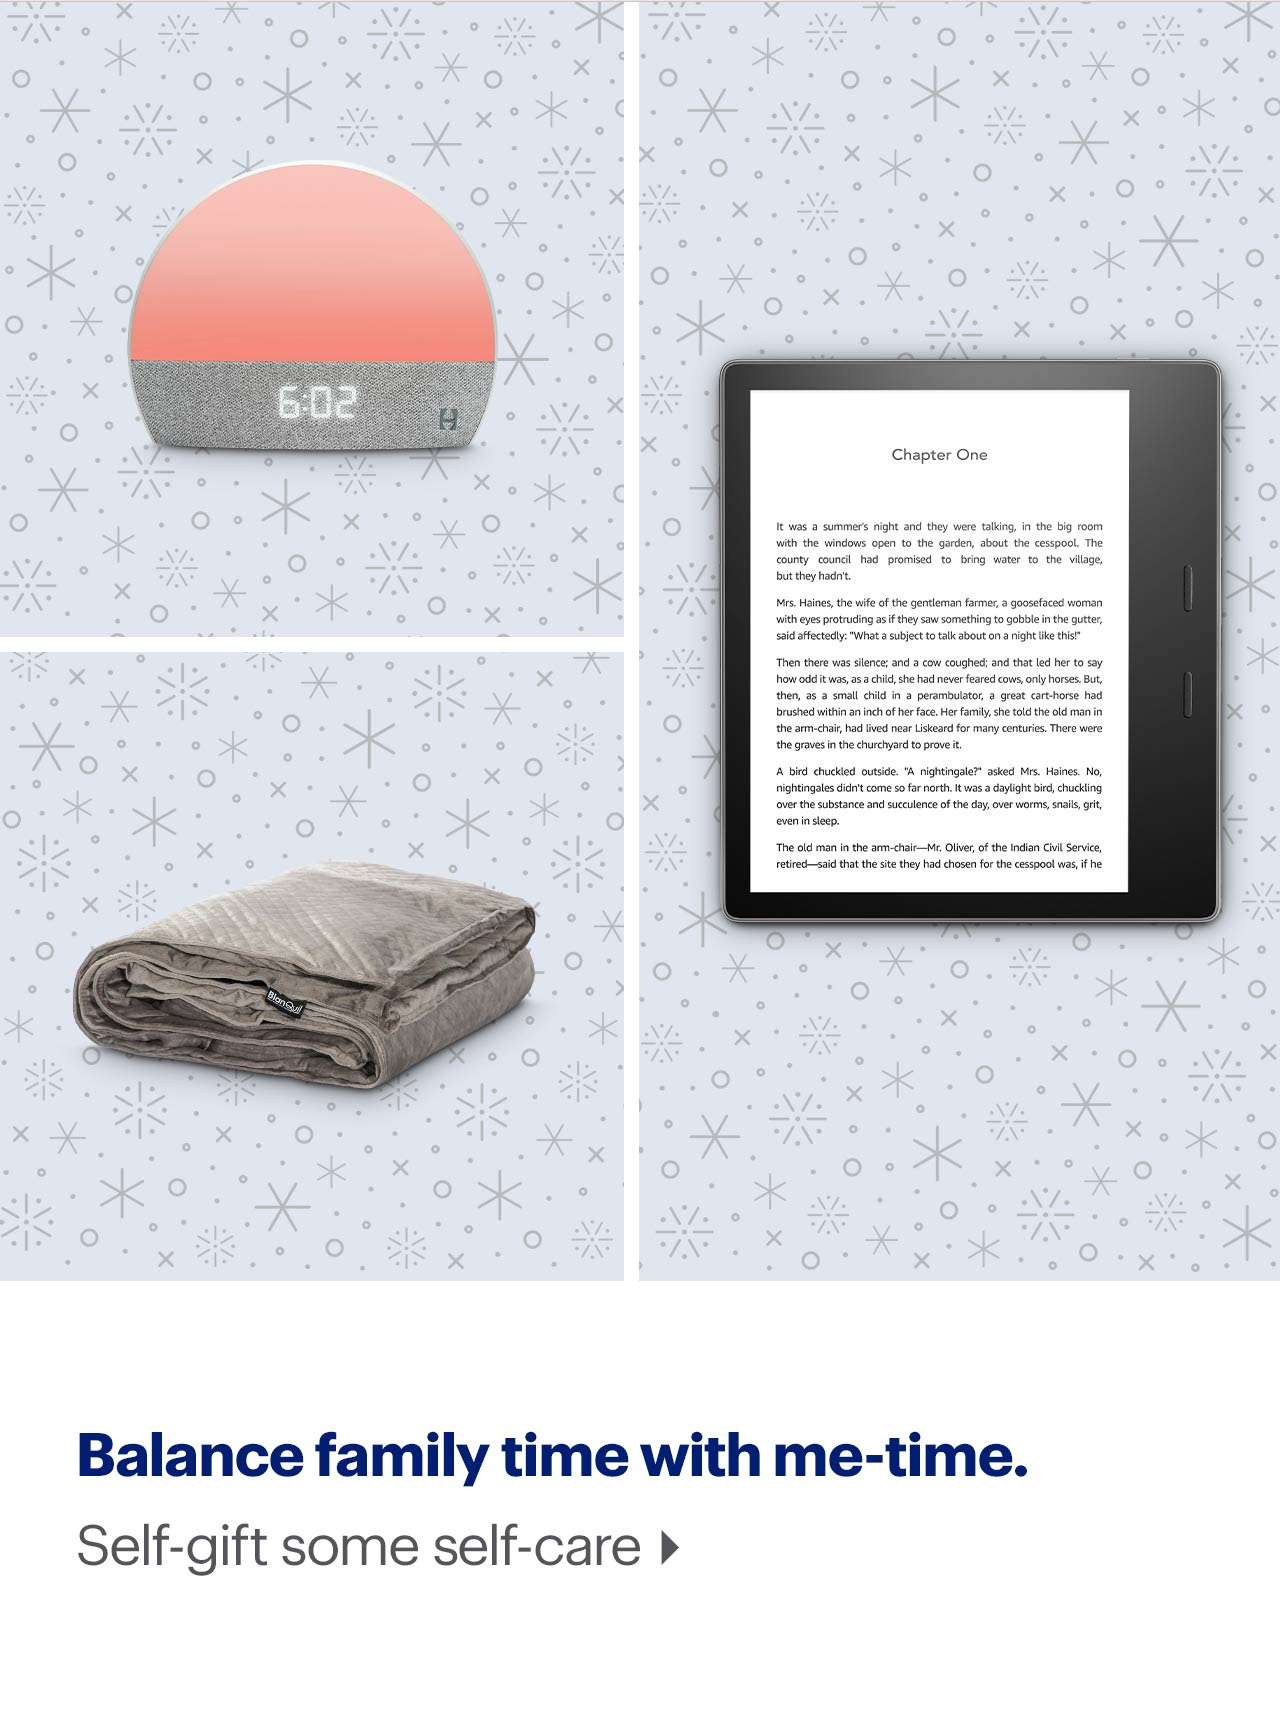 6:02
H
BlanQuil
Chapter One
It was a summer's night and they were talking, in the big room
with the windows open to the garden, about the cesspool. The
county council had promised to bring water to the village,
but they hadn't.
Mrs. Haines, the wife of the gentleman farmer, a goosefaced woman
with eyes protruding as if they saw something to gobble in the gutter,
said affectedly: "What a subject to talk about on a night like this!"
Then there was silence; and a cow coughed; and that led her to say
how odd it was, as a child, she had never feared cows, only horses. But,
then, as a small child in a perambulator, a great cart-horse had
brushed within an inch of her face. Her family, she told the old man in
the arm-chair, had lived near Liskeard for many centuries. There were
the graves in the churchyard to prove it.
A bird chuckled outside. "A nightingale?" asked Mrs. Haines. No,
nightingales didn't come so far north. It was a daylight bird, chuckling
over the substance and succulence of the day, over worms, snails, grit,
even in sleep.
The old man in the arm-chair—Mr. Oliver, of the Indian Civil Service,
retired—said that the site they had chosen for the cesspool was, if he
Balance family time with me-time.
Self-gift some self-care